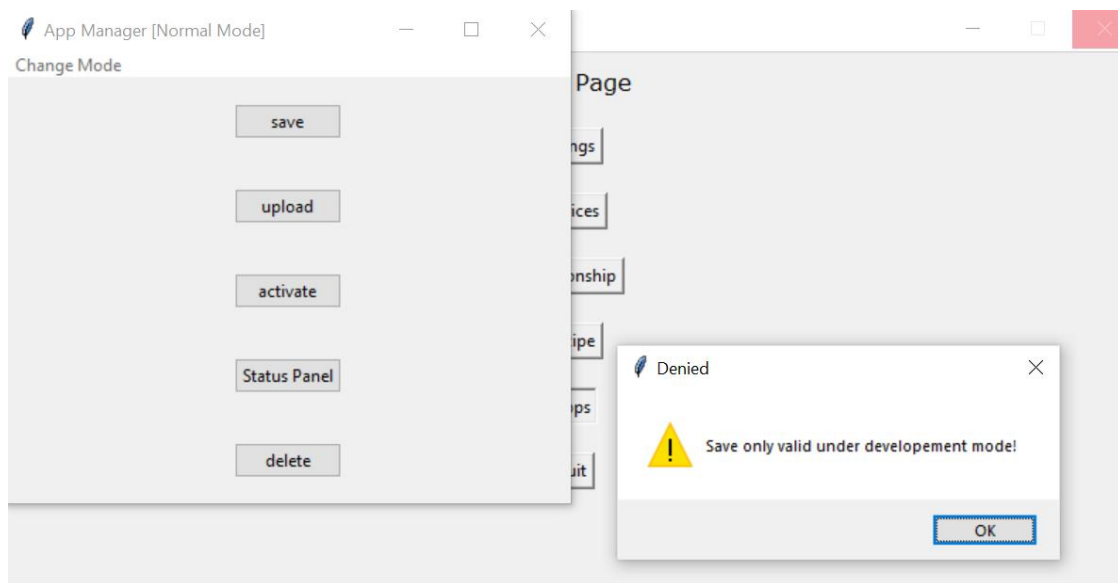 App Manager [Normal Mode]
Change Mode
save
upload
activate
Status Panel
delete
Page
ngs
ices
onship
ipe
ops
uit
Denied
Save only valid under developement mode!
OK